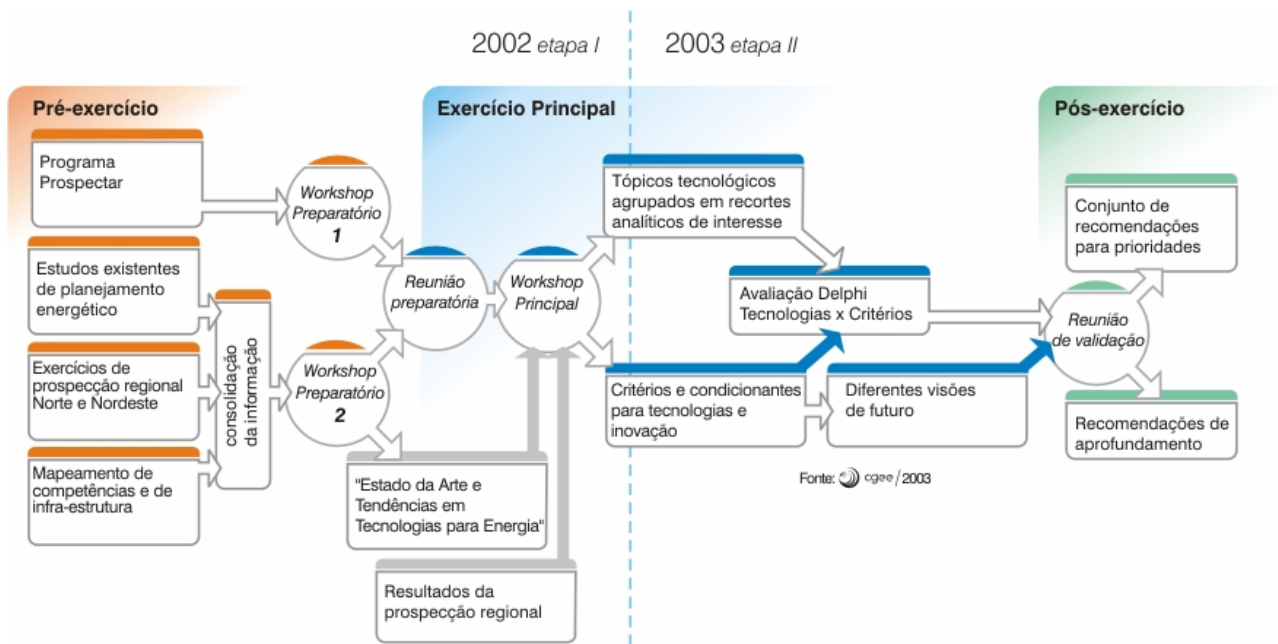 2002 etapa I
2003 etapa II
Pré-exercício
Programa
Prospectar
Estudos existentes
de planejamento
energético
Exercícios de
prospecção regional
Norte e Nordeste
Mapeamento de
competências e de
infra-estrutura
consolidação
da informação
Workshop
Preparatório
1
Workshop
Preparatório
2
"Estado da Arte e
Tendências em
Tecnologias para Energia"
Resultados da
prospecção regional
Exercício Principal
Reunião
preparatória
Workshop
Principal
Tópicos tecnológicos
agrupados em recortes
analíticos de interesse
Avaliação Delphi
Tecnologias x Critérios
Critérios e condicionantes
para tecnologias e
inovação
Diferentes visões
de futuro
Fonte: cgee / 2003
Pós-exercício
Conjunto de
recomendações
para prioridades
Reunião
de validação
Recomendações de
aprofundamento